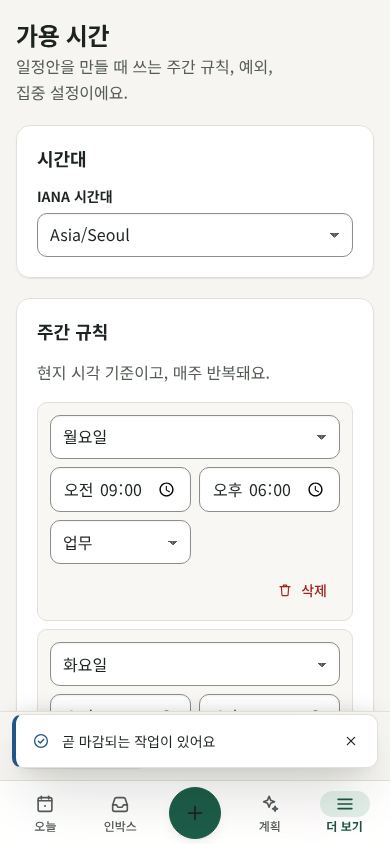 가용 시간
일정안을 만들 때 쓰는 주간 규칙, 예외,
집중 설정이에요.
시간대
IANA 시간대
Asia/Seoul
주간 규칙
현지 시각 기준이고, 매주 반복돼요.
월요일
오전 09:00
오후 06:00
업무
삭제
화요일
곧 마감되는 작업이 있어요
오늘
인박스
계획
더 보기